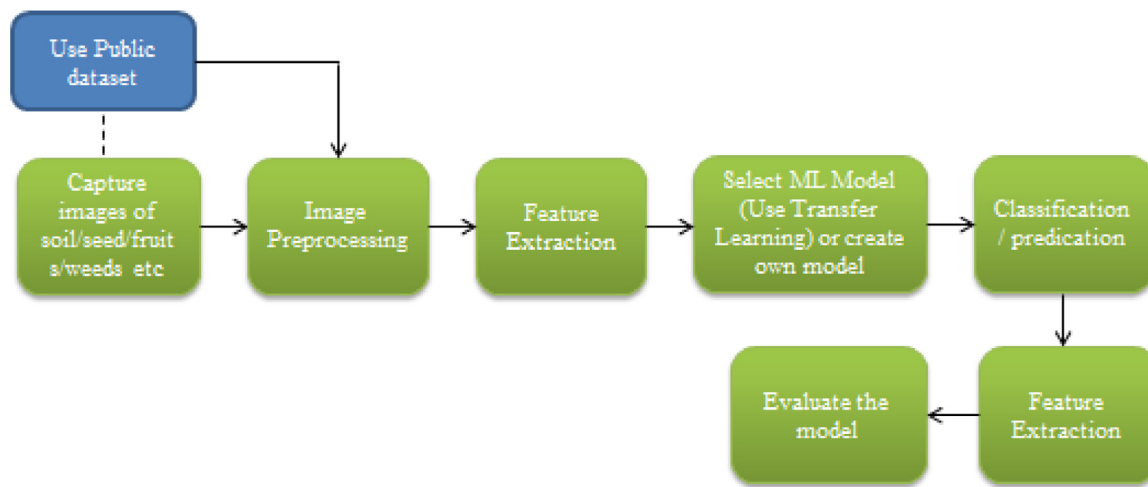 Use Public
dataset
Capture
images of
soil/seed/fruit
s/weeds etc
Image
Preprocessing
Feature
Extraction
Select ML Model
(Use Transfer
Learning) or create
own model
Classification
/ predication
Feature
Extraction
Evaluate the
model